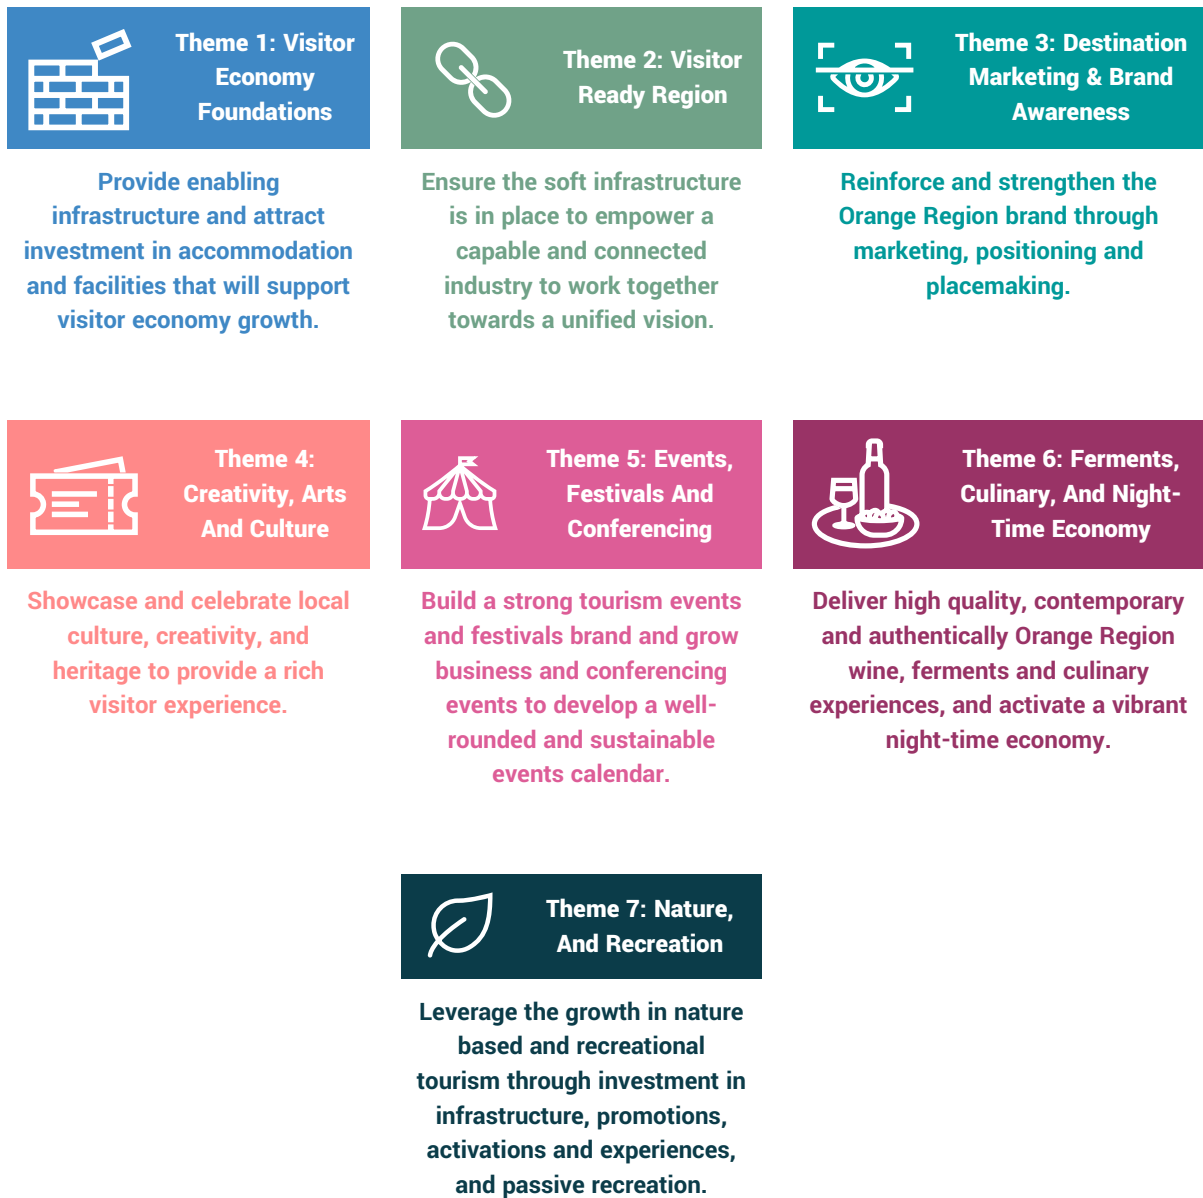 Theme 1: Visitor
Economy
Foundations
Provide enabling
infrastructure and attract
investment in accommodation
and facilities that will support
visitor economy growth.
Theme 2: Visitor
Ready Region
Ensure the soft infrastructure
is in place to empower a
capable and connected
industry to work together
towards a unified vision.
Theme 3: Destination
Marketing & Brand
Awareness
Reinforce and strengthen the
Orange Region brand through
marketing, positioning and
placemaking.
Theme 4:
Creativity, Arts
And Culture
Showcase and celebrate local
culture, creativity, and
heritage to provide a rich
visitor experience.
Theme 5: Events,
Festivals And
Conferencing
Build a strong tourism events
and festivals brand and grow
business and conferencing
events to develop a well-
rounded and sustainable
events calendar.
Theme 6: Ferments,
Culinary, And Night-
Time Economy
Deliver high quality, contemporary
and authentically Orange Region
wine, ferments and culinary
experiences, and activate a vibrant
night-time economy.
Theme 7: Nature,
And Recreation
Leverage the growth in nature
based and recreational
tourism through investment in
infrastructure, promotions,
activations and experiences,
and passive recreation.